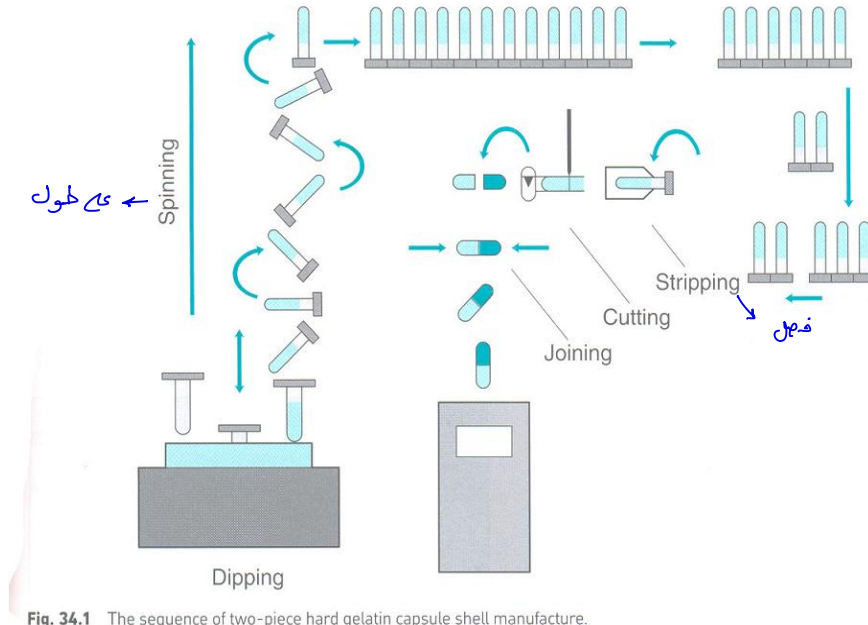 Spinning
على طول
Stripping
فصل
Cutting
Joining
Dipping
Fig. 34.1 The sequence of two-piece hard gelatin capsule shell manufacture.